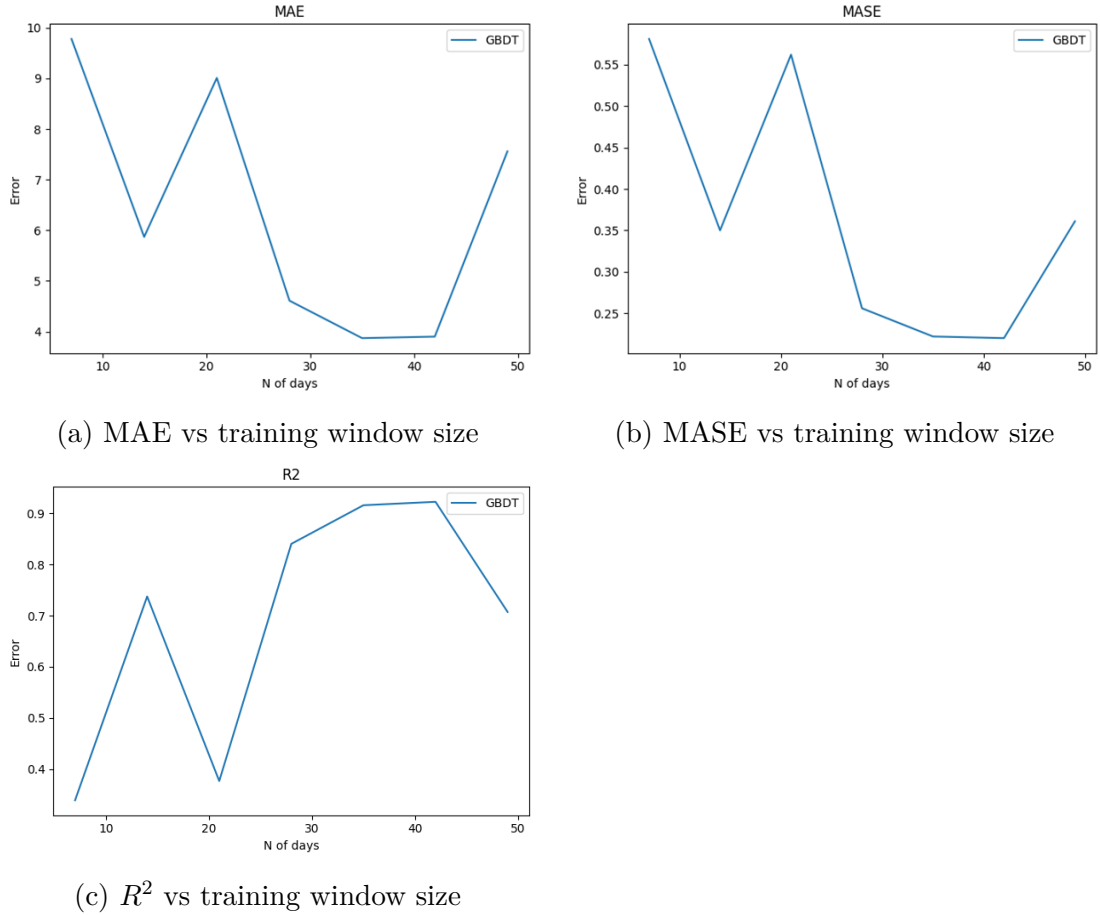 MAE
GBDT
10
9
8
7
6
5
4
Error
10
20
30
40
50
N of days
(a) MAE vs training window size
MASE
GBDT
0.55
0.50
0.45
0.40
0.35
0.30
0.25
Error
10
20
30
40
50
N of days
(b) MASE vs training window size
R2
GBDT
0.9
0.8
0.7
0.6
0.5
0.4
Error
10
20
30
40
50
N of days
(c) R² vs training window size